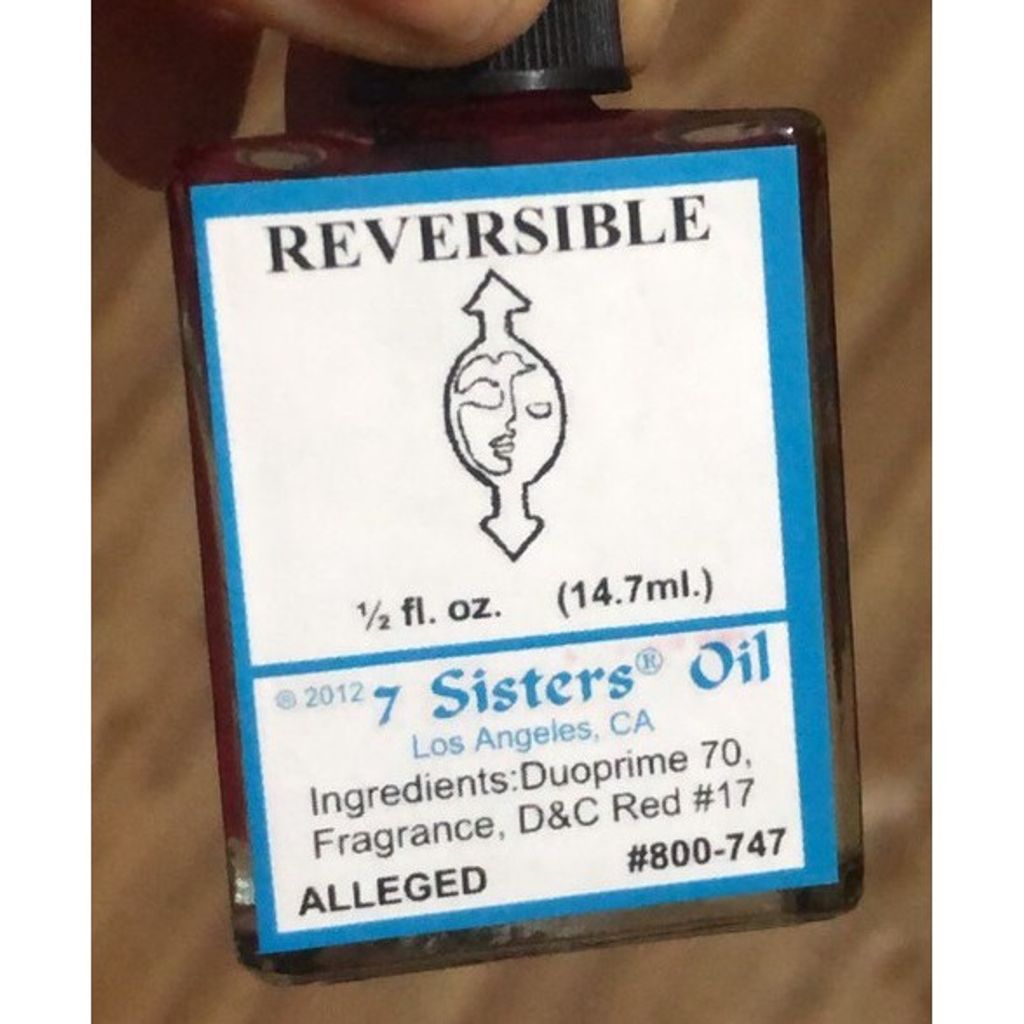 REVERSIBLE
½ fl. oz. (14.7ml.)
© 2012 7 Sisters® Oil
Los Angeles, CA
Ingredients:Duoprime 70,
Fragrance, D&C Red #17
ALLEGED #800-747